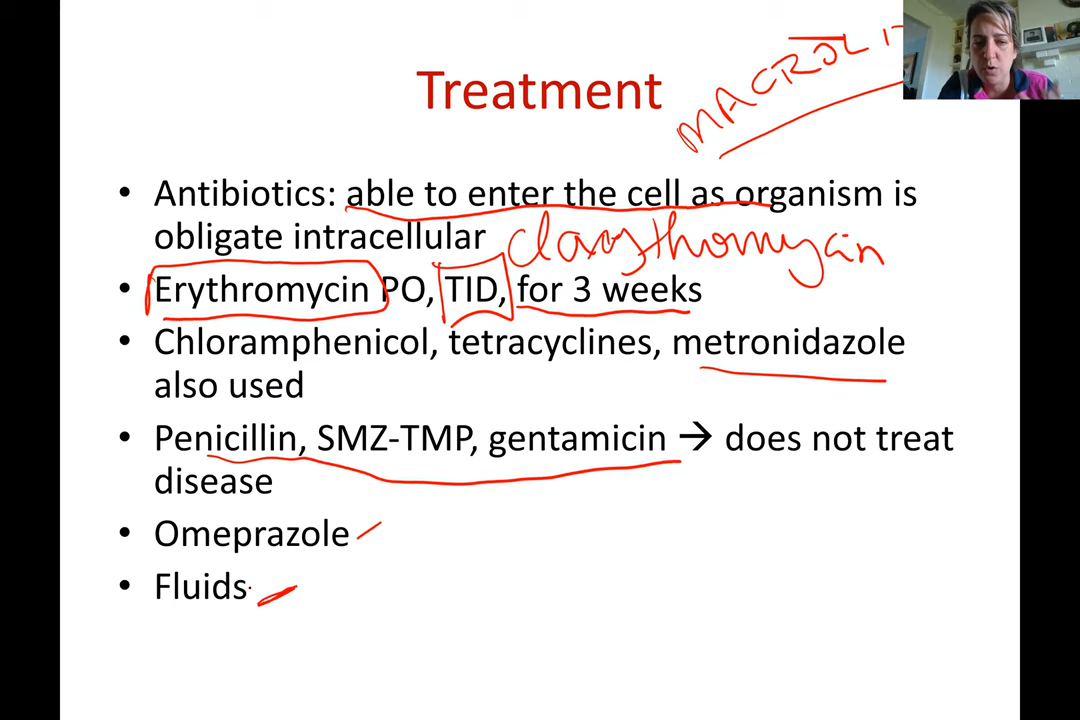 Treatment
MACROLI
• Antibiotics: able to enter the cell as organism is
obligate intracellular
• Erythromycin PO, TID, for 3 weeks
• Chloramphenicol, tetracyclines, metronidazole
also used
• Penicillin, SMZ-TMP, gentamicin → does not treat
disease
• Omeprazole
• Fluids